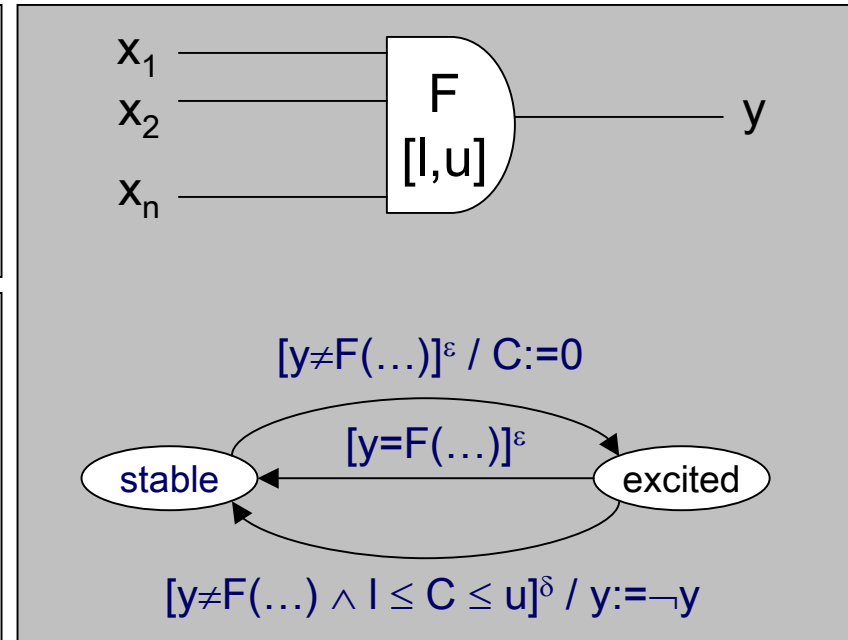 x₁
x₂
xₙ
F
[l,u]
y
[y≠F(…)]ᵋ / C:=0
[y=F(…)]ᵋ
stable
excited
[y≠F(…) ∧ l ≤ C ≤ u]ᵟ / y:=¬y